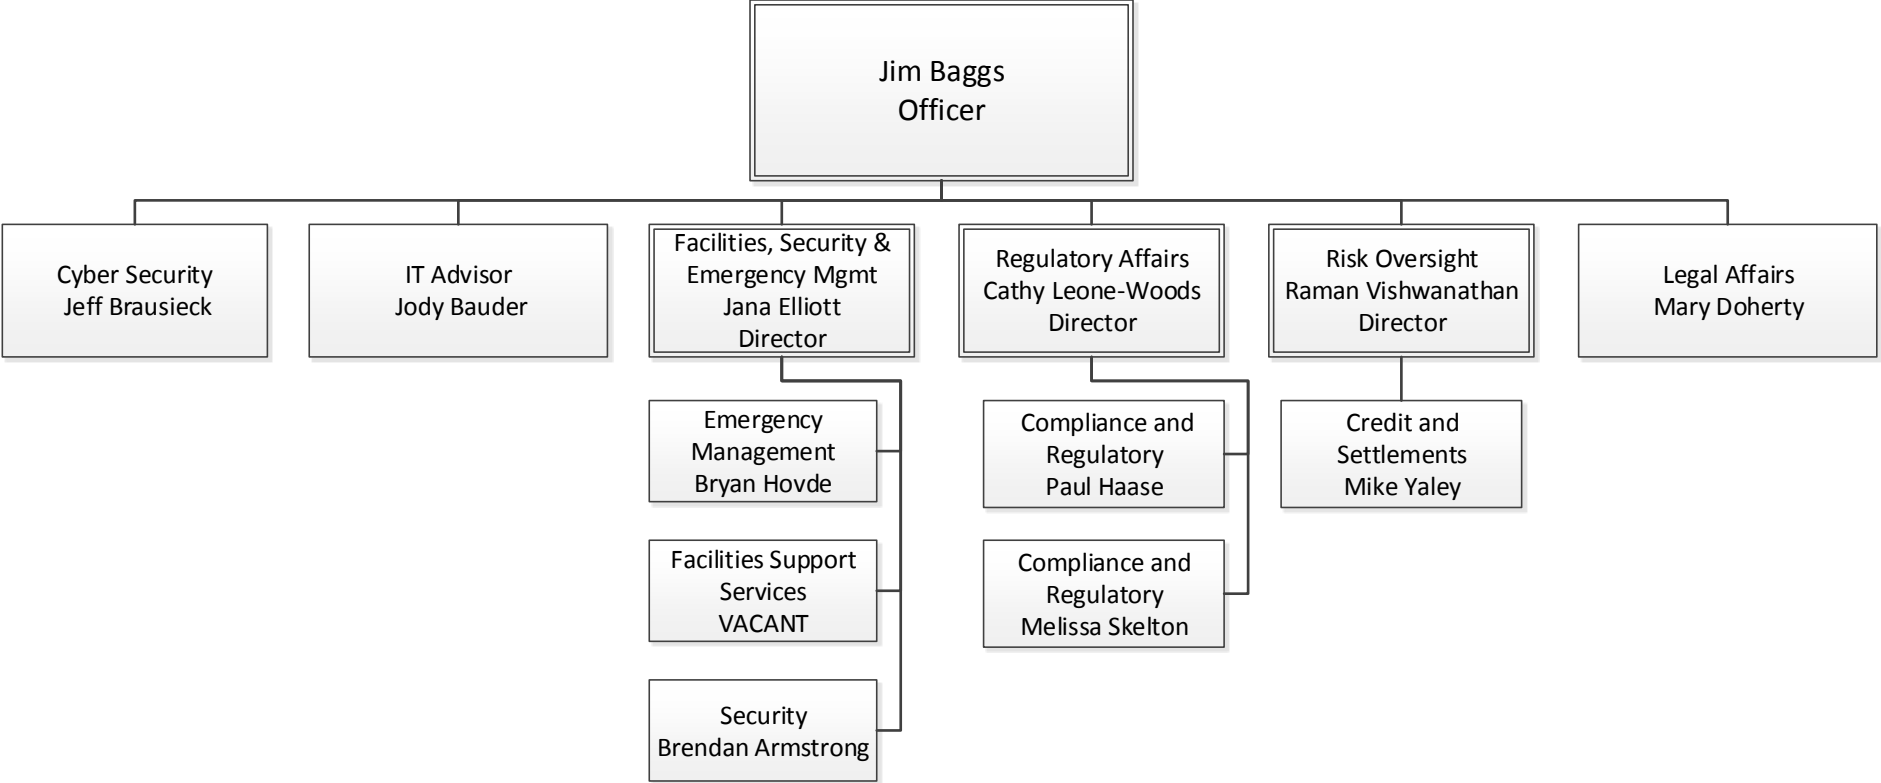 Jim Baggs
Officer
Cyber Security
Jeff Brausieck
IT Advisor
Jody Bauder
Facilities, Security &
Emergency Mgmt
Jana Elliott
Director
Regulatory Affairs
Cathy Leone-Woods
Director
Risk Oversight
Raman Vishwanathan
Director
Legal Affairs
Mary Doherty
Emergency
Management
Bryan Hovde
Facilities Support
Services
VACANT
Security
Brendan Armstrong
Compliance and
Regulatory
Paul Haase
Compliance and
Regulatory
Melissa Skelton
Credit and
Settlements
Mike Yaley